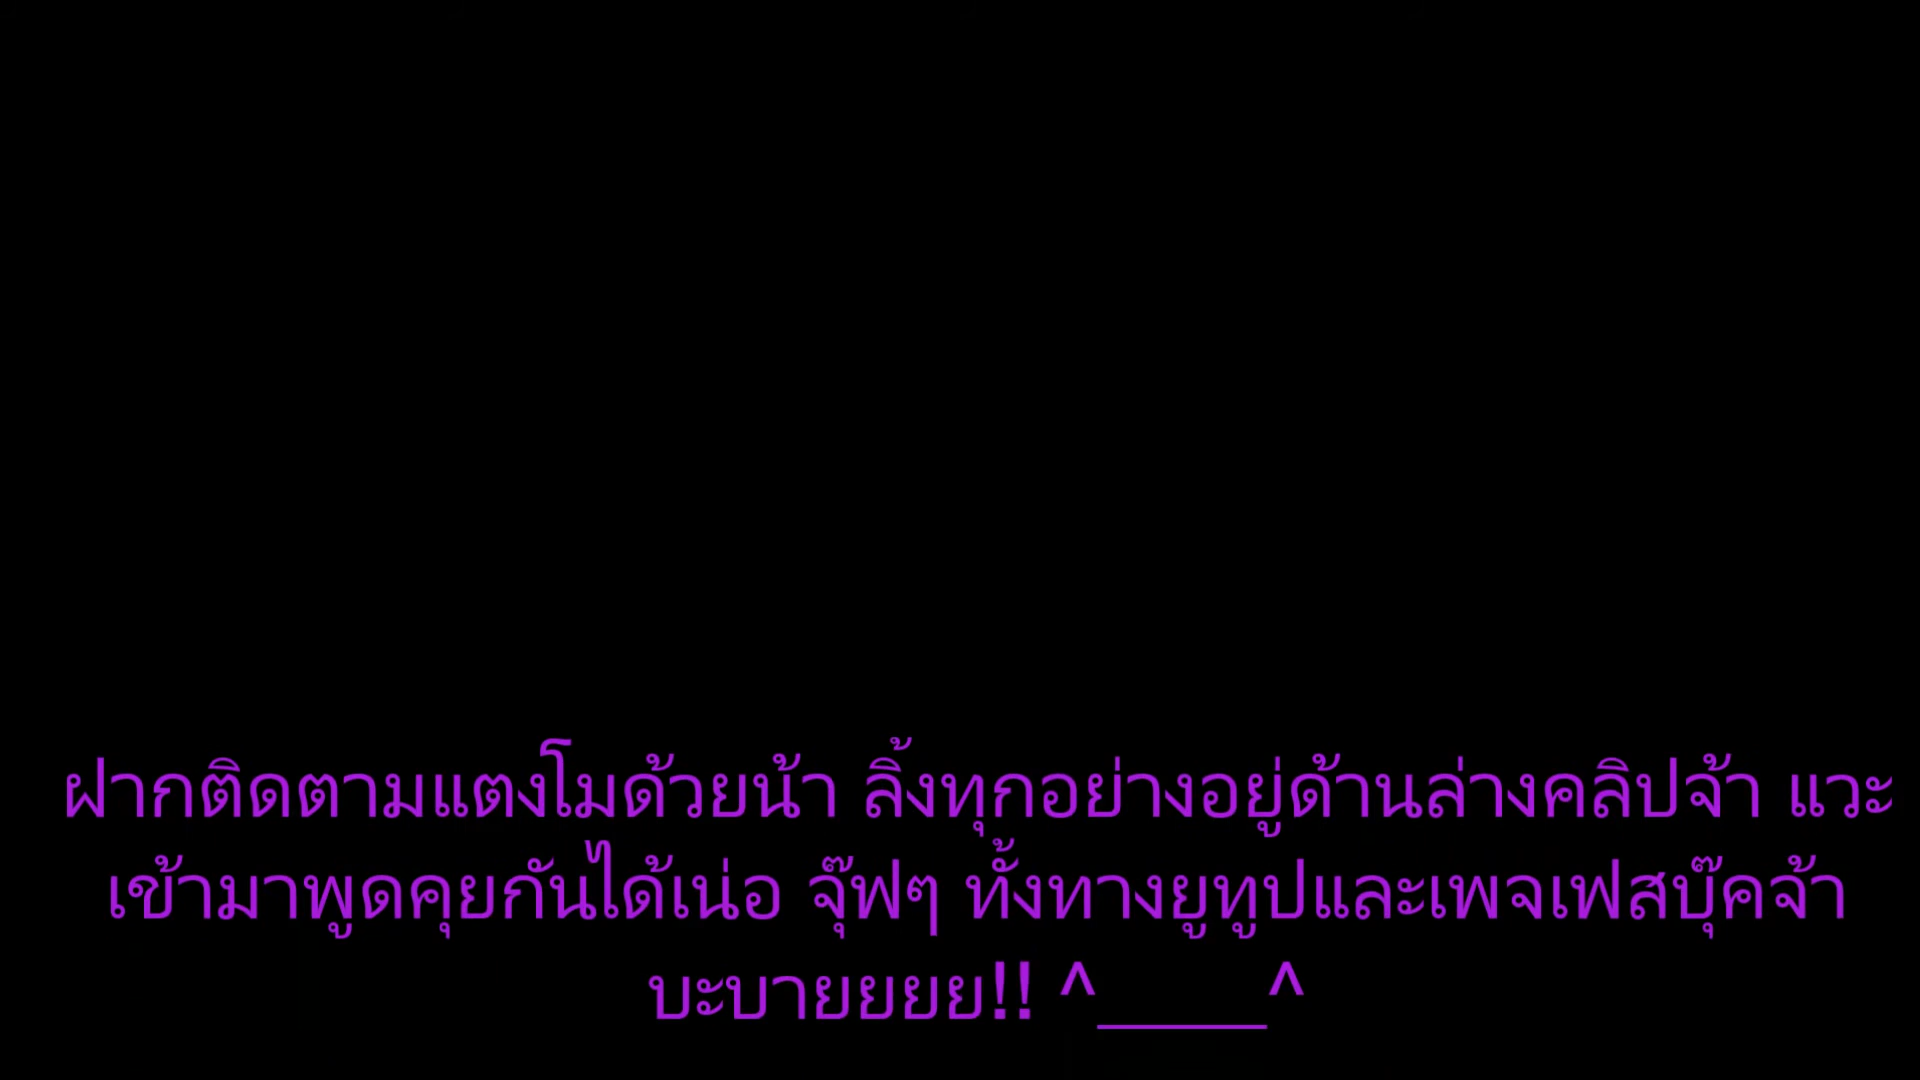 ฝากติดตามแตงโมด้วยน้า ลิ้งทุกอย่างอยู่ด้านล่างคลิปจ้า แวะ
เข้ามาพูดคุยกันได้เน่อ จุ๊ฟๆ ทั้งทางยูทูปและเพจเฟสบุ๊คจ้า
บะบายยยย!! ^_____^